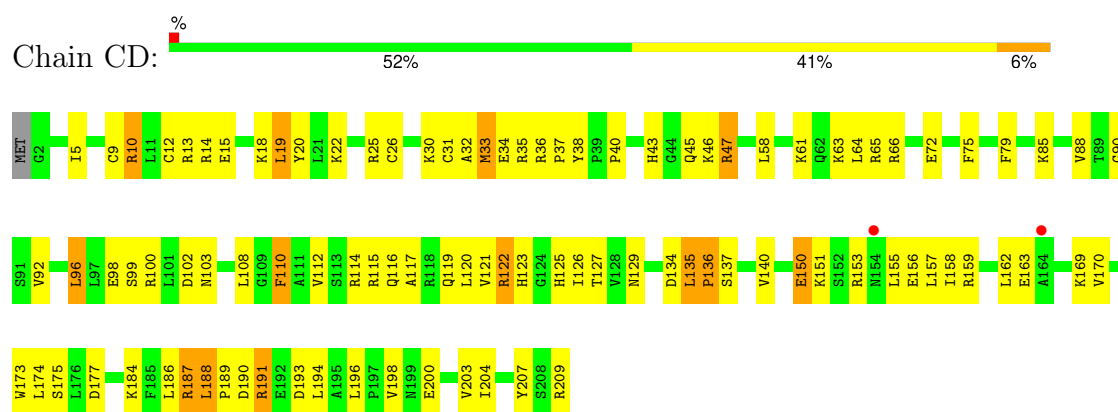 %
Chain CD:
52% 41% 6%
MET G2 I5 C9 R10 L11 C12 R13 R14 E15 K18 L19 Y20 L21 K22 R25 C26 K30 C31 A32 M33 E34 R35 R36 P37 Y38 P39 P40 H43 G44 Q45 K46 R47 L58 K61 Q62 K63 L64 R65 R66 E72 F75 F79 K85 V88 T89 G90
S91 V92 L96 L97 E98 S99 R100 L101 D102 N103 L108 G109 F110 A111 V112 S113 R114 R115 Q116 A117 R118 Q119 L120 V121 R122 H123 G124 H125 I126 T127 V128 N129 D134 L135 P136 S137 V140 E150 K151 S152 R153 N154 L155 E156 L157 I158 R159 L162 E163 A164 K169 V170
W173 L174 S175 L176 D177 K184 F185 L186 R187 L188 P189 D190 R191 E192 D193 L194 A195 L196 P197 V198 N199 E200 V203 I204 Y207 S208 R209